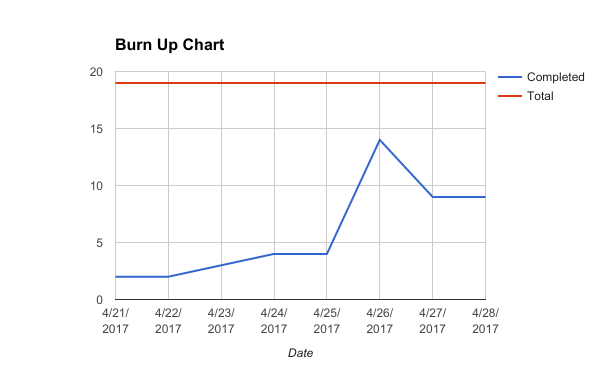 Burn Up Chart
20
15
10
5
0
Completed
Total
4/21/ 4/22/ 4/23/ 4/24/ 4/25/ 4/26/ 4/27/ 4/28/
2017 2017 2017 2017 2017 2017 2017 2017
Date